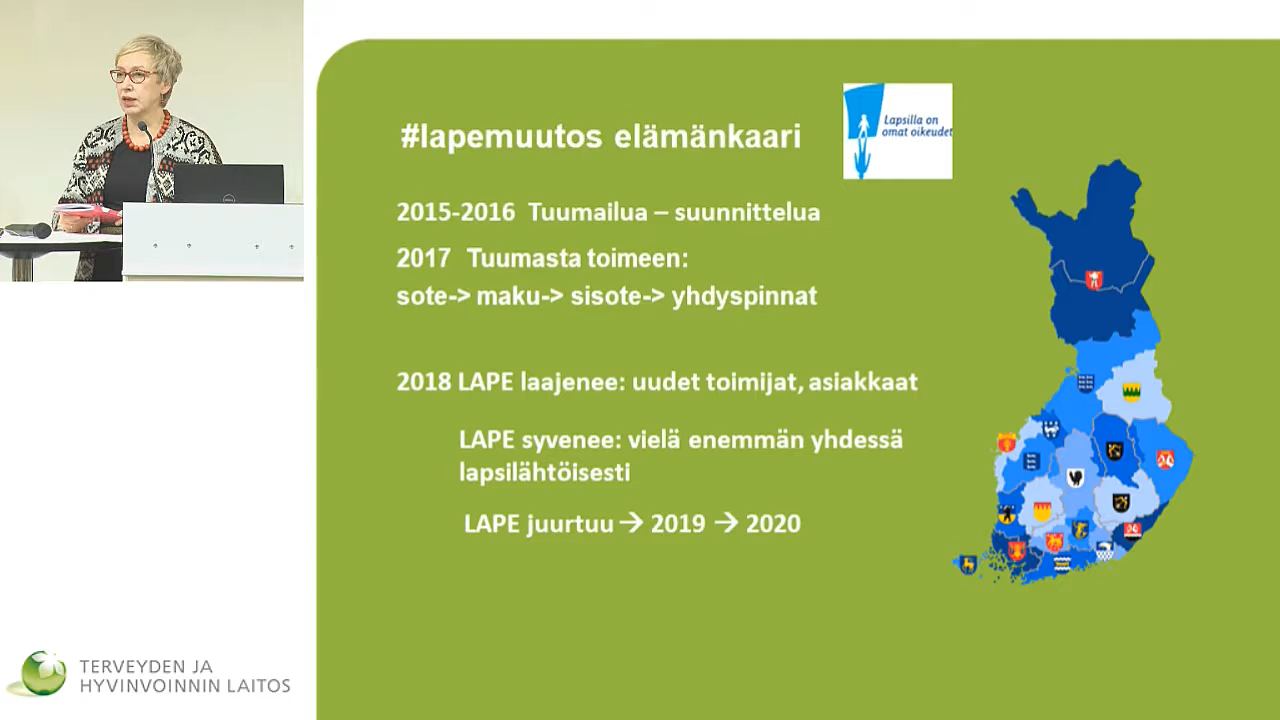 #lapemuutos elämänkaari
Lapsilla on
omat oikeudet
2015-2016 Tuumailua – suunnittelua
2017 Tuumasta toimeen:
sote-> maku-> sisote-> yhdyspinnat
2018 LAPE laajenee: uudet toimijat, asiakkaat
LAPE syvenee: vielä enemmän yhdessä
lapsilähtöisesti
LAPE juurtuu → 2019 → 2020
TERVEYDEN JA
HYVINVOINNIN LAITOS